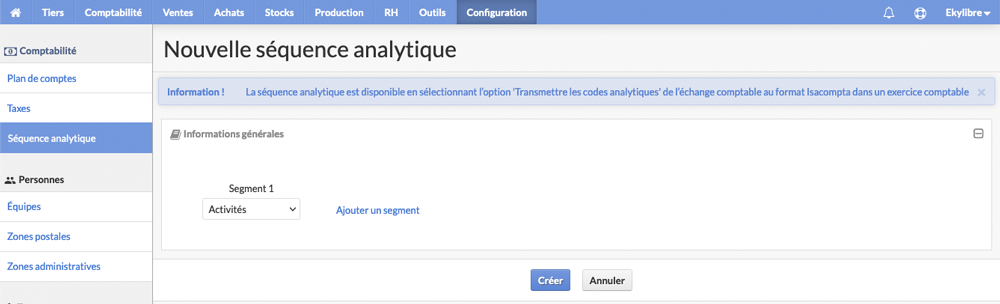 Tiers Comptabilité Ventes Achats Stocks Production RH Outils Configuration Ekylibre
Comptabilité
Plan de comptes
Taxes
Séquence analytique
Personnes
Équipes
Zones postales
Zones administratives
Nouvelle séquence analytique
Information ! La séquence analytique est disponible en sélectionnant l'option 'Transmettre les codes analytiques' de l'échange comptable au format Isacompta dans un exercice comptable ×
Informations générales
Segment 1
Activités Ajouter un segment
Créer Annuler